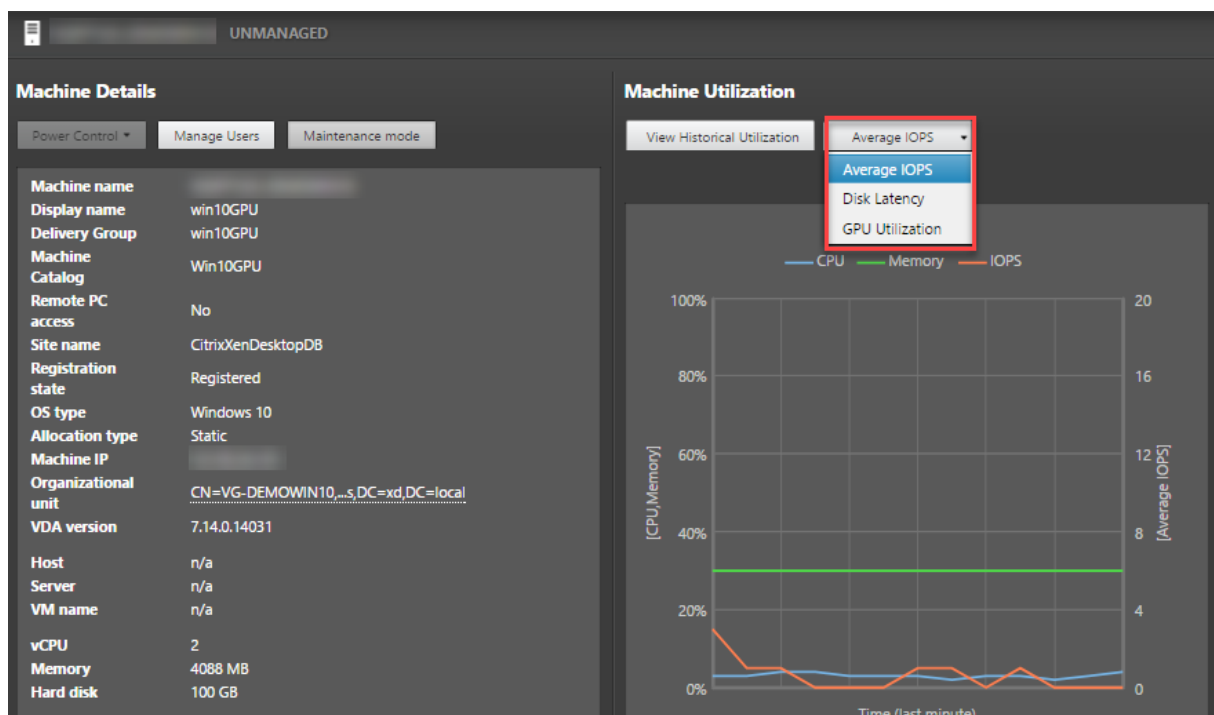 UNMANAGED
Machine Details
Power Control
Manage Users
Maintenance mode
Machine name
Display name win10GPU
Delivery Group win10GPU
Machine
Catalog
Win10GPU
Remote PC
access
No
Site name CitrixXenDesktopDB
Registration
state
Registered
OS type Windows 10
Allocation type Static
Machine IP
Organizational
unit
CN=VG-DEMOWIN10,...s,DC=xd,DC=local
VDA version 7.14.0.14031
Host n/a
Server n/a
VM name n/a
vCPU 2
Memory 4088 MB
Hard disk 100 GB
Machine Utilization
View Historical Utilization
Average IOPS
Average IOPS
Disk Latency
GPU Utilization
CPU Memory IOPS
100% 20
80% 16
60% 12
40% 8
20% 4
0% 0
[CPU,Memory]
[Average IOPS]
Time (last minute)